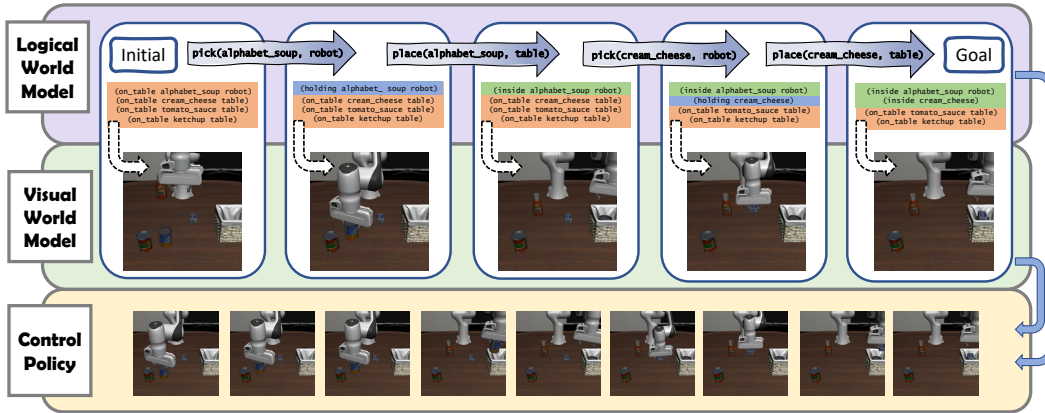 Logical
World
Model
Initial
pick(alphabet_soup, robot)
place(alphabet_soup, table)
pick(cream_cheese, robot)
place(cream_cheese, table)
Goal
(on_table alphabet_soup robot)
(on_table cream_cheese table)
(on_table tomato_sauce table)
(on_table ketchup table)
(holding alphabet_ soup robot)
(on_table cream_cheese table)
(on_table tomato_sauce table)
(on_table ketchup table)
(inside alphabet_soup robot)
(on_table cream_cheese table)
(on_table tomato_sauce table)
(on_table ketchup table)
(inside alphabet_soup robot)
(holding cream_cheese)
(on_table tomato_sauce table)
(on_table ketchup table)
(inside alphabet_soup robot)
(inside cream_cheese)
(on_table tomato_sauce table)
(on_table ketchup table)
Visual
World
Model
Control
Policy